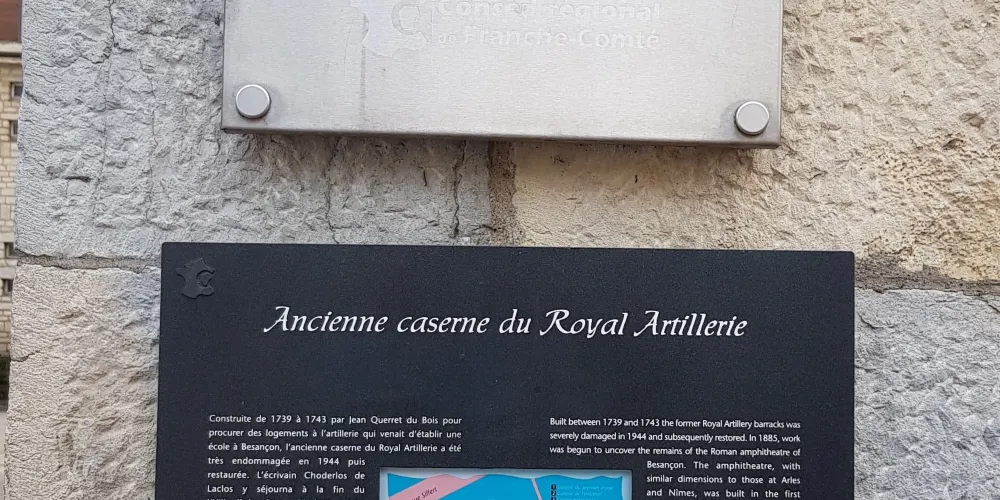 Conseil régional
de Franche-Comté
Ancienne caserne du Royal Artillerie
Construite de 1739 à 1743 par Jean Querret du Bois pour
procurer des logements à l'artillerie qui venait d'établir une
école à Besançon, l'ancienne caserne du Royal Artillerie a été
très endommagée en 1944 puis
restaurée. L'écrivain Choderlos de
Laclos y séjourna à la fin du
Built between 1739 and 1743 the former Royal Artillery barracks was
severely damaged in 1944 and subsequently restored. In 1885, work
was begun to uncover the remains of the Roman amphitheatre of
Besançon. The amphitheatre, with
similar dimensions to those at Arles
and Nîmes, was built in the first